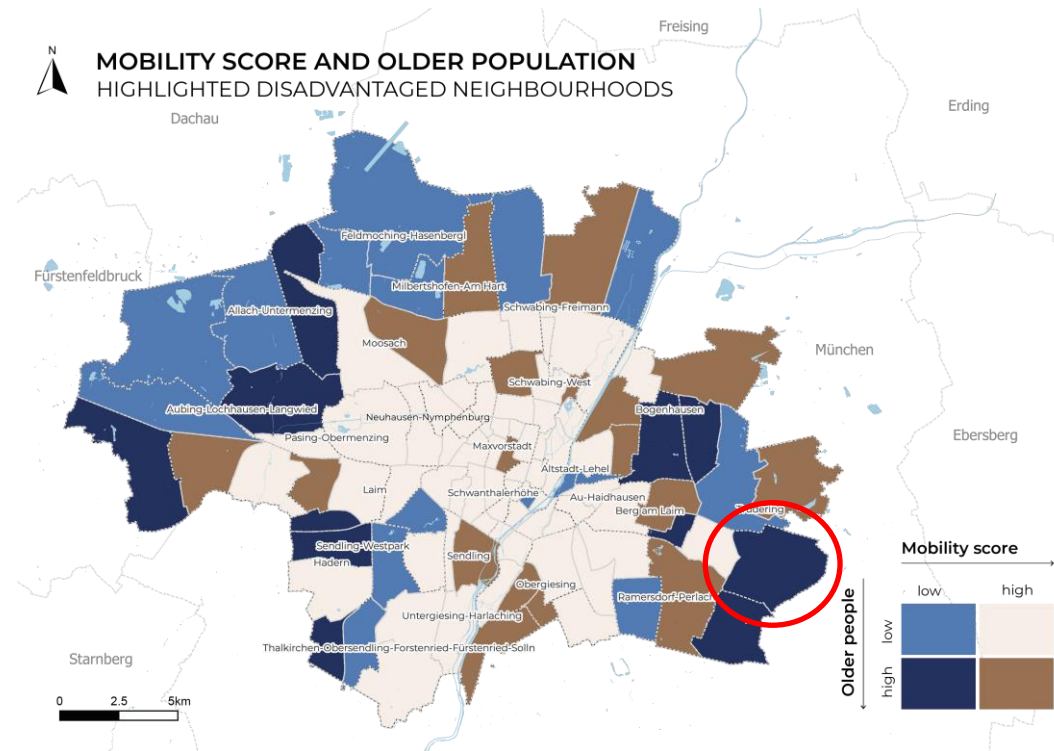 Freising
N
MOBILITY SCORE AND OLDER POPULATION
HIGHLIGHTED DISADVANTAGED NEIGHBOURHOODS
Dachau
Erding
Feldmoching-Hasenbergl
Fürstenfeldbruck
Milbertshofen-Am Hart
Allach-Untermenzing
Schwabing-Freimann
Moosach
München
Schwabing-West
Aubing-Lochhausen-Langwied
Bogenhausen
Neuhausen-Nymphenburg
Pasing-Obermenzing
Ebersberg
Maxvorstadt
Altstadt-Lehel
Laim
Schwanthalerhöhe
Au-Haidhausen
Berg am Laim
Trudering
Sendling-Westpark
Sendling
Hadern
Obergiesing
Ramersdorf-Perlach
Untergiesing-Harlaching
Thalkirchen-Obersendling-Forstenried-Fürstenried-Solln
Starnberg
0 2.5 5km
Mobility score
low high
Older people
low
high